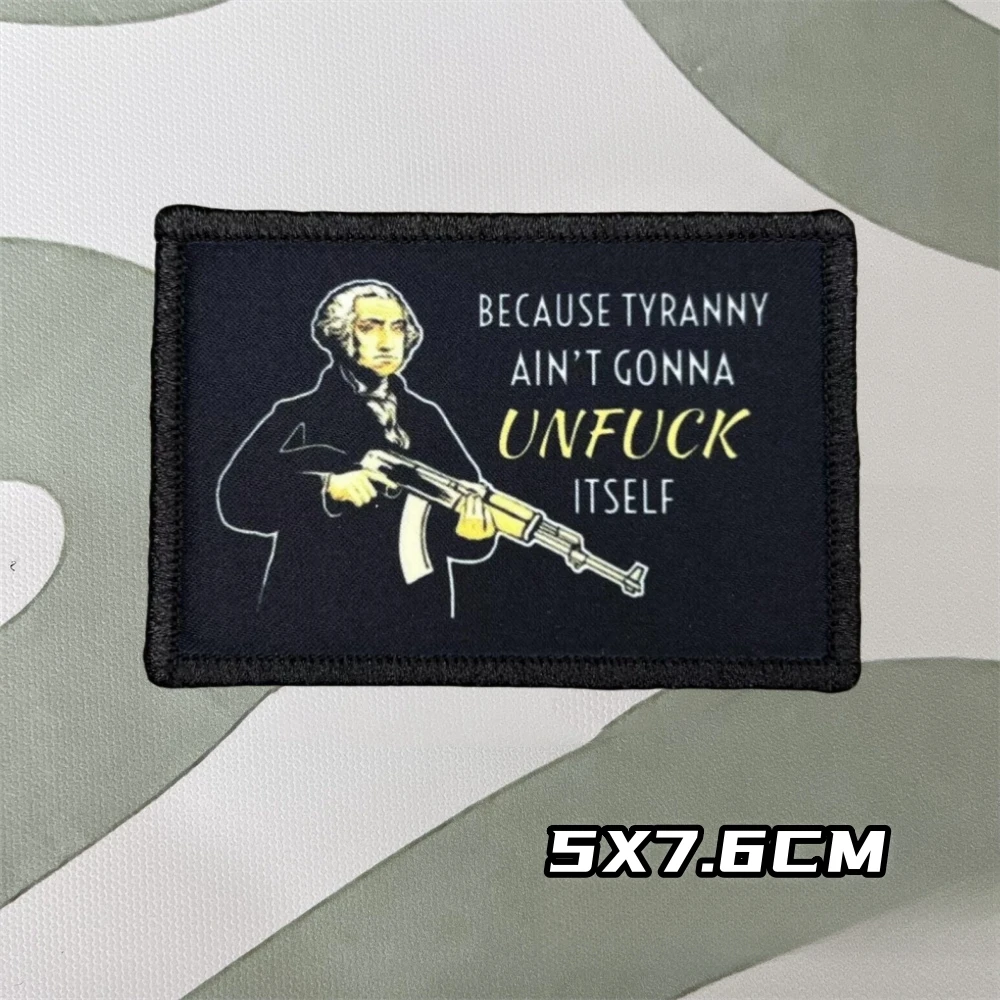 BECAUSE TYRANNY
AIN'T GONNA
UNFUCK
ITSELF
5X7.6CM